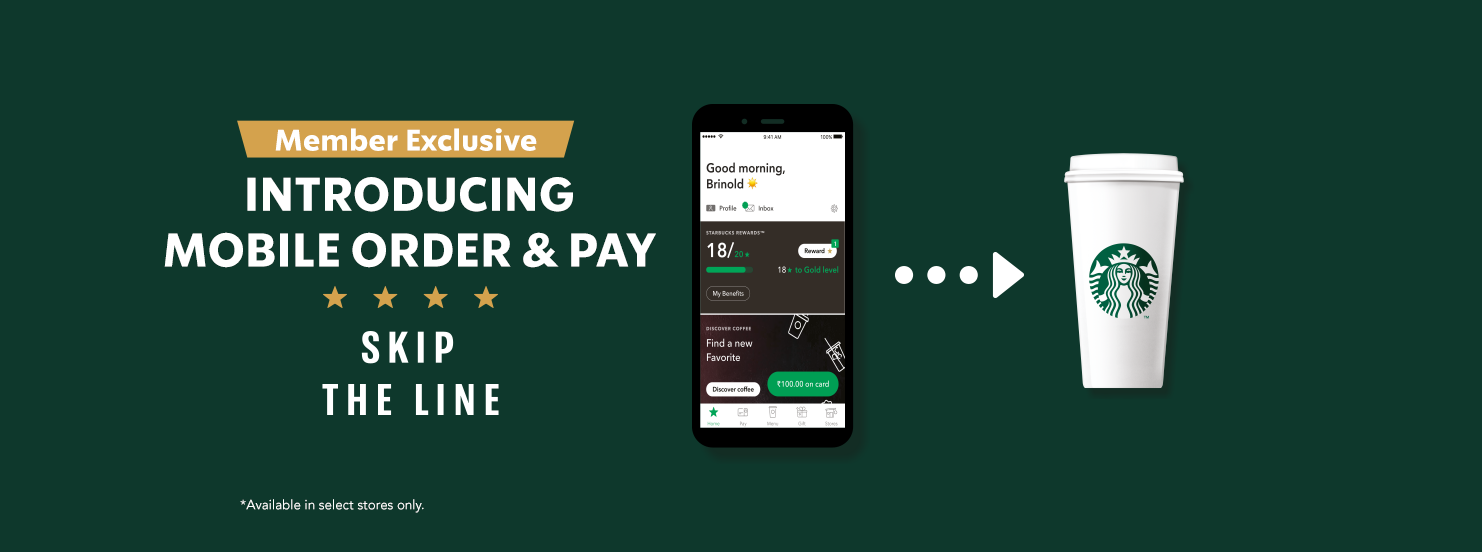 Member Exclusive
INTRODUCING
MOBILE ORDER & PAY
SKIP
THE LINE
*Available in select stores only.
9:41 AM
100%
Good morning,
Brinold
Profile
Inbox
STARBUCKS REWARDS™
18/20★
Reward ★
1
18★ to Gold level
My Benefits
DISCOVER COFFEE
Find a new
Favorite
Discover coffee
₹100.00 on card
Home Pay Menu Gift Stores
TM